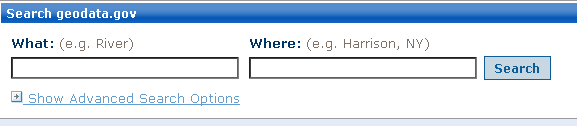 Search geodata.gov
What: (e.g. River) Where: (e.g. Harrison, NY)
Search
Show Advanced Search Options